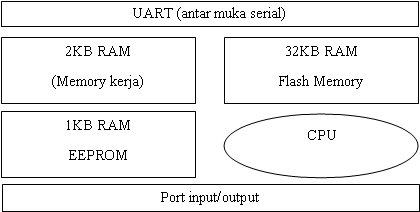 UART (antar muka serial)
2KB RAM
(Memory kerja)
32KB RAM
Flash Memory
1KB RAM
EEPROM
CPU
Port input/output